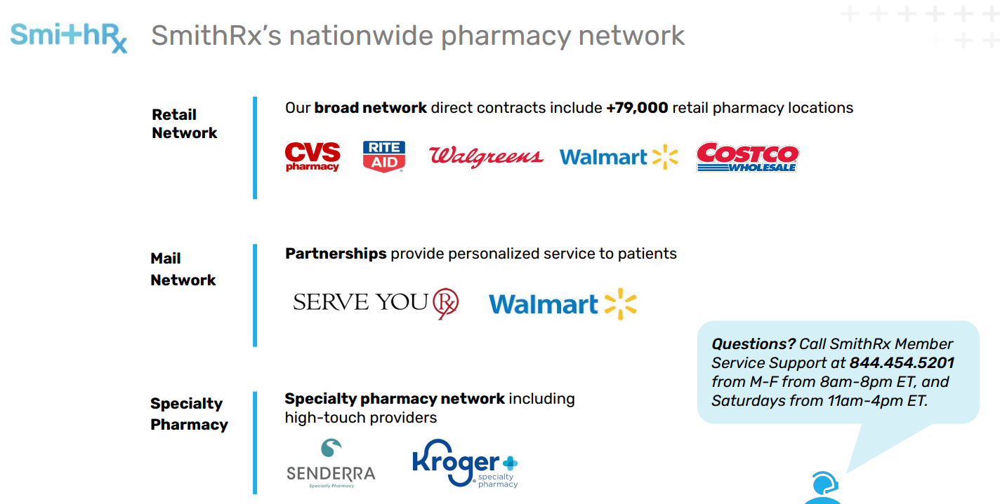 SmithRx
SmithRx's nationwide pharmacy network
Retail
Network
Our broad network direct contracts include +79,000 retail pharmacy locations
CVS
pharmacy
RITE
AID
Walgreens
Walmart
COSTCO
WHOLESALE
Mail
Network
Partnerships provide personalized service to patients
SERVE YOU Rx
Walmart
Questions? Call SmithRx Member
Service Support at 844.454.5201
from M-F from 8am-8pm ET, and
Saturdays from 11am-4pm ET.
Specialty
Pharmacy
Specialty pharmacy network including
high-touch providers
SENDERRA
Specialty Pharmacy
Kroger
specialty
pharmacy